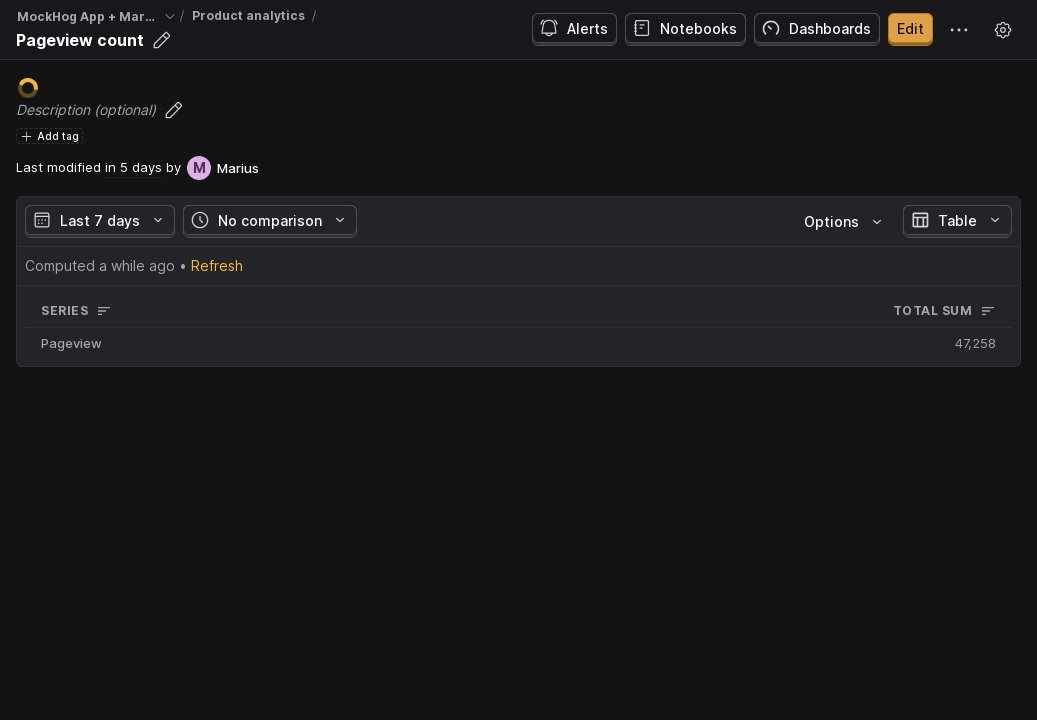 MockHog App + Mar... / Product analytics /
Pageview count
Alerts Notebooks Dashboards Edit
Description (optional)
Add tag
Last modified in 5 days by M Marius
Last 7 days No comparison Options Table
Computed a while ago • Refresh
SERIES TOTAL SUM
Pageview 47,258